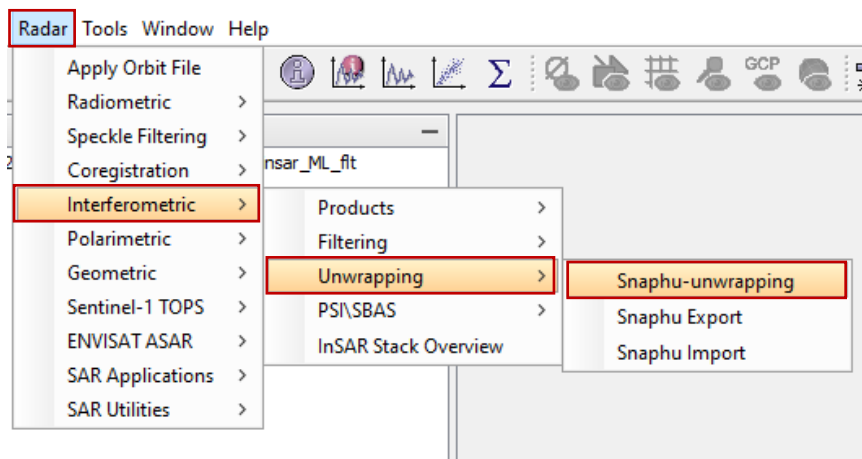 Radar Tools Window Help
Apply Orbit File
Radiometric >
Speckle Filtering >
Coregistration >
Interferometric >
Polarimetric >
Geometric >
Sentinel-1 TOPS >
ENVISAT ASAR >
SAR Applications >
SAR Utilities >
GCP
2
nsar_ML_flt
Products >
Filtering >
Unwrapping >
PSI\SBAS >
InSAR Stack Overview
Snaphu-unwrapping
Snaphu Export
Snaphu Import